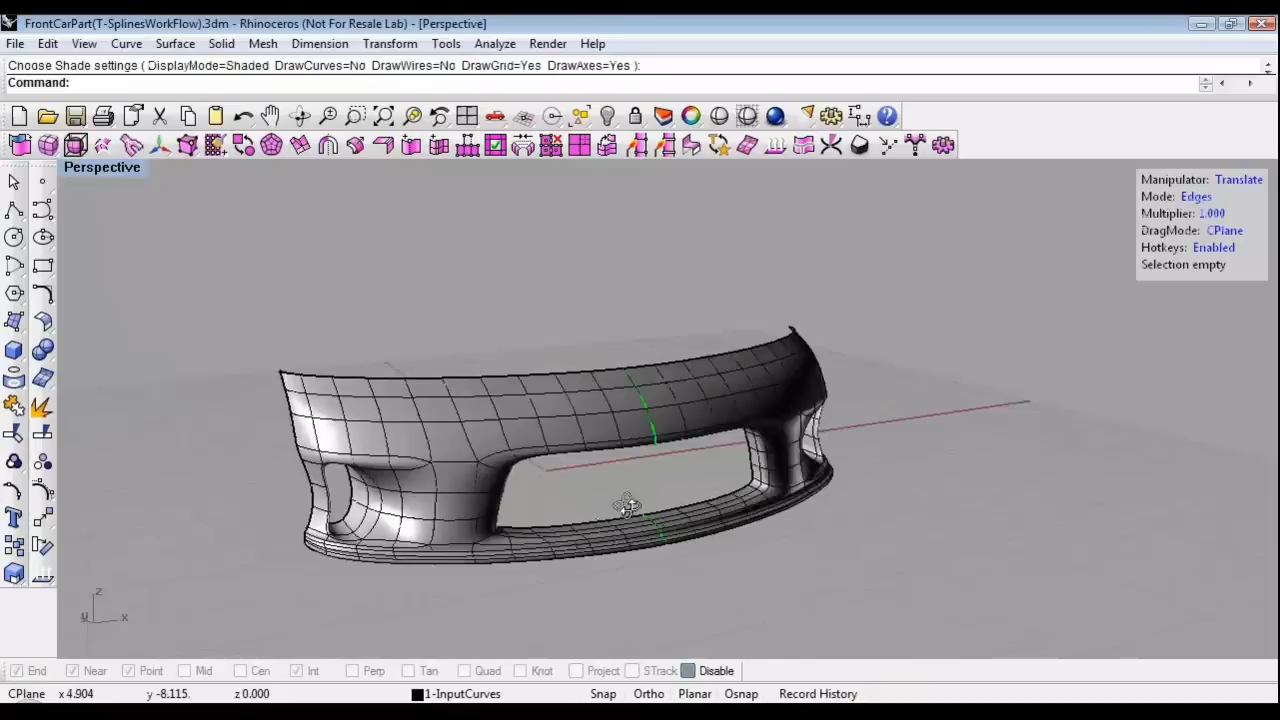 FrontCarPart(T-SplinesWorkFlow).3dm - Rhinoceros (Not For Resale Lab) - [Perspective]
File Edit View Curve Surface Solid Mesh Dimension Transform Tools Analyze Render Help
Choose Shade settings ( DisplayMode=Shaded DrawCurves=No DrawWires=No DrawGrid=Yes DrawAxes=Yes ):
Command:
Perspective
Manipulator: Translate
Mode: Edges
Multiplier: 1.000
DragMode: CPlane
Hotkeys: Enabled
Selection empty
z
y x
End Near Point Mid Cen Int Perp Tan Quad Knot Project STrack Disable
CPlane x 4.904 y -8.115. z 0.000 1-InputCurves Snap Ortho Planar Osnap Record History